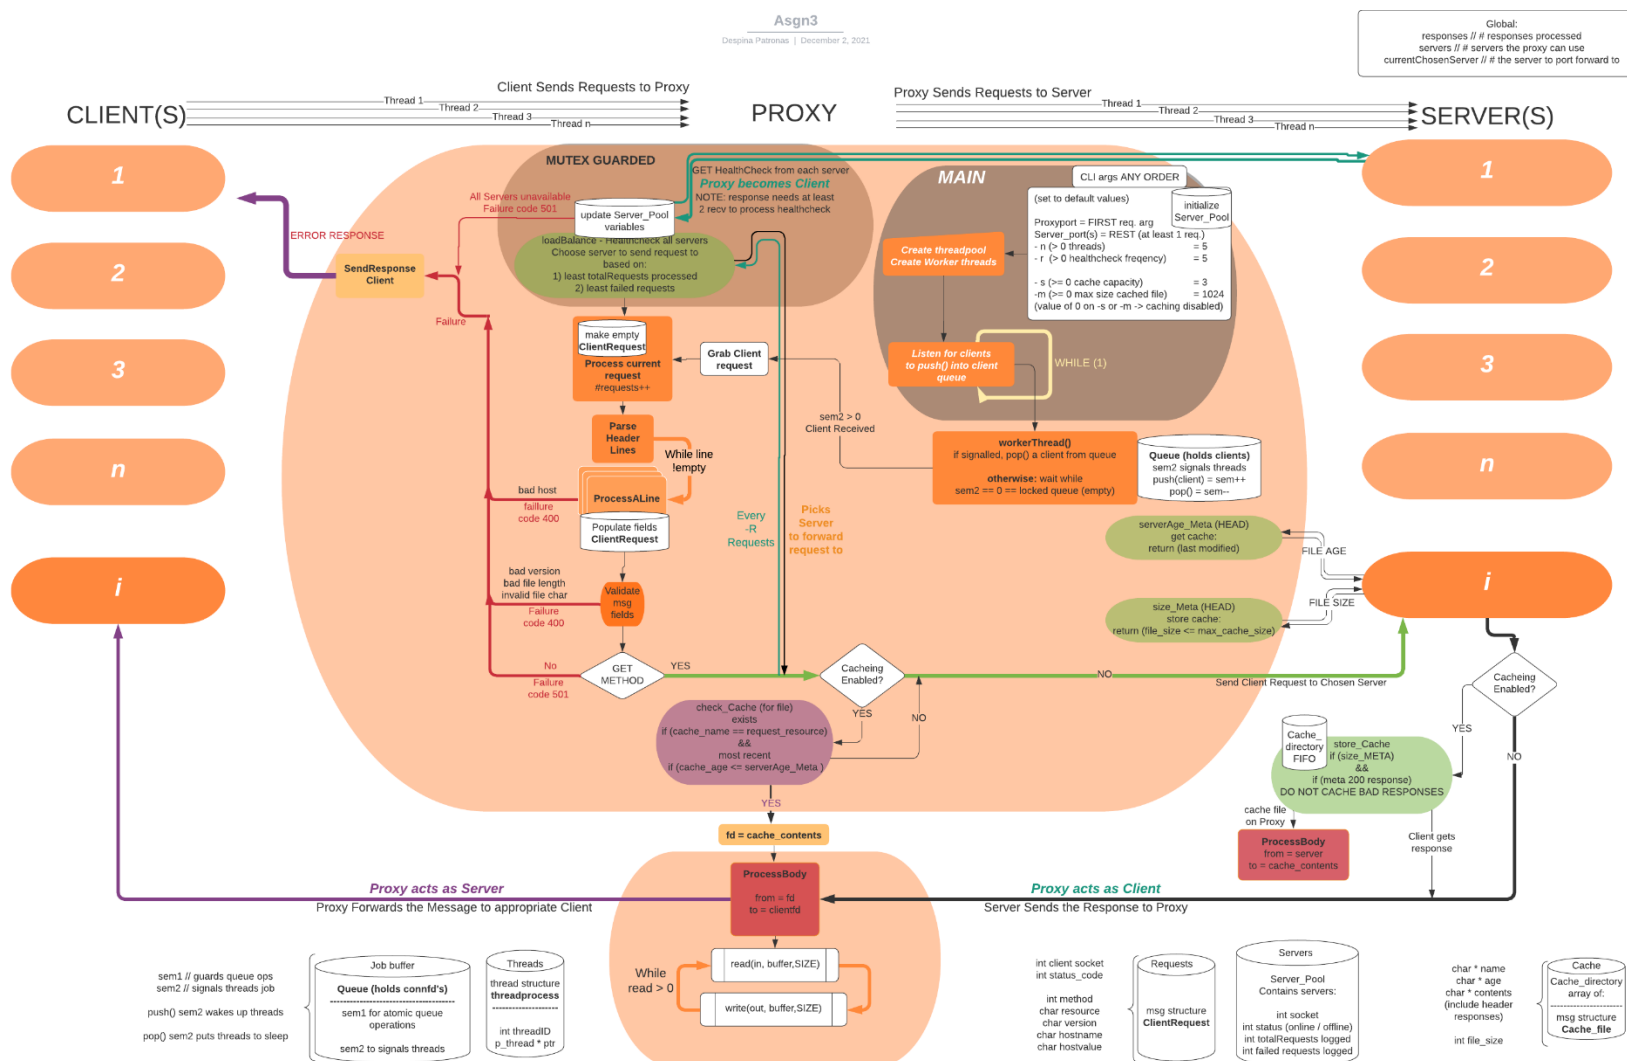 Asgn3
Despina Patronas | December 2, 2021
Global:
responses // # responses processed
servers // # servers the proxy can use
currentChosenServer // # the server to port forward to
CLIENT(S)
Client Sends Requests to Proxy
Thread 1
Thread 2
Thread 3
Thread n
PROXY
Proxy Sends Requests to Server
Thread 1
Thread 2
Thread 3
Thread n
SERVER(S)
1
2
3
n
i
1
2
3
n
i
MUTEX GUARDED
GET HealthCheck from each server
Proxy becomes Client
NOTE: response needs at least
2 recv to process healthcheck
All Servers unavailable
Failure code 501
update Server_Pool
variables
loadBalance - Healthcheck all servers
Choose server to send request to
based on:
1) least totalRequests processed
2) least failed requests
ERROR RESPONSE
SendResponse
Client
Failure
MAIN
CLI args ANY ORDER
(set to default values)
initialize
Server_Pool
Proxyport = FIRST req. arg
Server_port(s) = REST (at least 1 req.)
- n (> 0 threads) = 5
- r (> 0 healthcheck freqency) = 5
- s (>= 0 cache capacity) = 3
-m (>= 0 max size cached file) = 1024
(value of 0 on -s or -m -> caching disabled)
Create threadpool
Create Worker threads
Listen for clients
to push() into client
queue
WHILE (1)
make empty
ClientRequest
Process current
request
#requests++
Grab Client
request
sem2 > 0
Client Received
workerThread()
if signalled, pop() a client from queue
otherwise: wait while
sem2 == 0 == locked queue (empty)
Queue (holds clients)
sem2 signals threads
push(client) = sem++
pop() = sem--
Parse
Header
Lines
While line
!empty
ProcessALine
bad host
faillure
code 400
Populate fields
ClientRequest
Every
-R
Requests
Picks
Server
to forward
request to
bad version
bad file length
invalid file char
Failure
code 400
Validate
msg
fields
No
Failure
code 501
GET
METHOD
YES
Cacheing
Enabled?
NO
Send Client Request to Chosen Server
YES
NO
serverAge_Meta (HEAD)
get cache:
return (last modified)
FILE AGE
size_Meta (HEAD)
store cache:
return (file_size <= max_cache_size)
FILE SIZE
check_Cache (for file)
exists
if (cache_name == request_resource)
&&
most recent
if (cache_age <= serverAge_Meta )
YES
fd = cache_contents
Cacheing
Enabled?
YES
NO
Cache_
directory
FIFO
store_Cache
if (size_META)
&&
if (meta 200 response)
DO NOT CACHE BAD RESPONSES
cache file
on Proxy
ProcessBody
from = server
to = cache_contents
Client gets
response
ProcessBody
from = fd
to = clientfd
Proxy acts as Server
Proxy Forwards the Message to appropriate Client
Proxy acts as Client
Server Sends the Response to Proxy
While
read > 0
read(in, buffer,SIZE)
write(out, buffer,SIZE)
sem1 // guards queue ops
sem2 // signals threads job
push() sem2 wakes up threads
pop() sem2 puts threads to sleep
Job buffer
Queue (holds connfd's)
------------------------------
sem1 for atomic queue
operations
sem2 to signals threads
Threads
thread structure
threadprocess
------------------
int threadID
p_thread * ptr
int client socket
int status_code
int method
char resource
char version
char hostname
char hostvalue
Requests
msg structure
ClientRequest
Servers
Server_Pool
Contains servers:
int socket
int status (online / offline)
int totalRequests logged
int failed requests logged
char * name
char * age
char * contents
(include header
responses)
int file_size
Cache
Cache_directory
array of:
------------------
msg structure
Cache_file